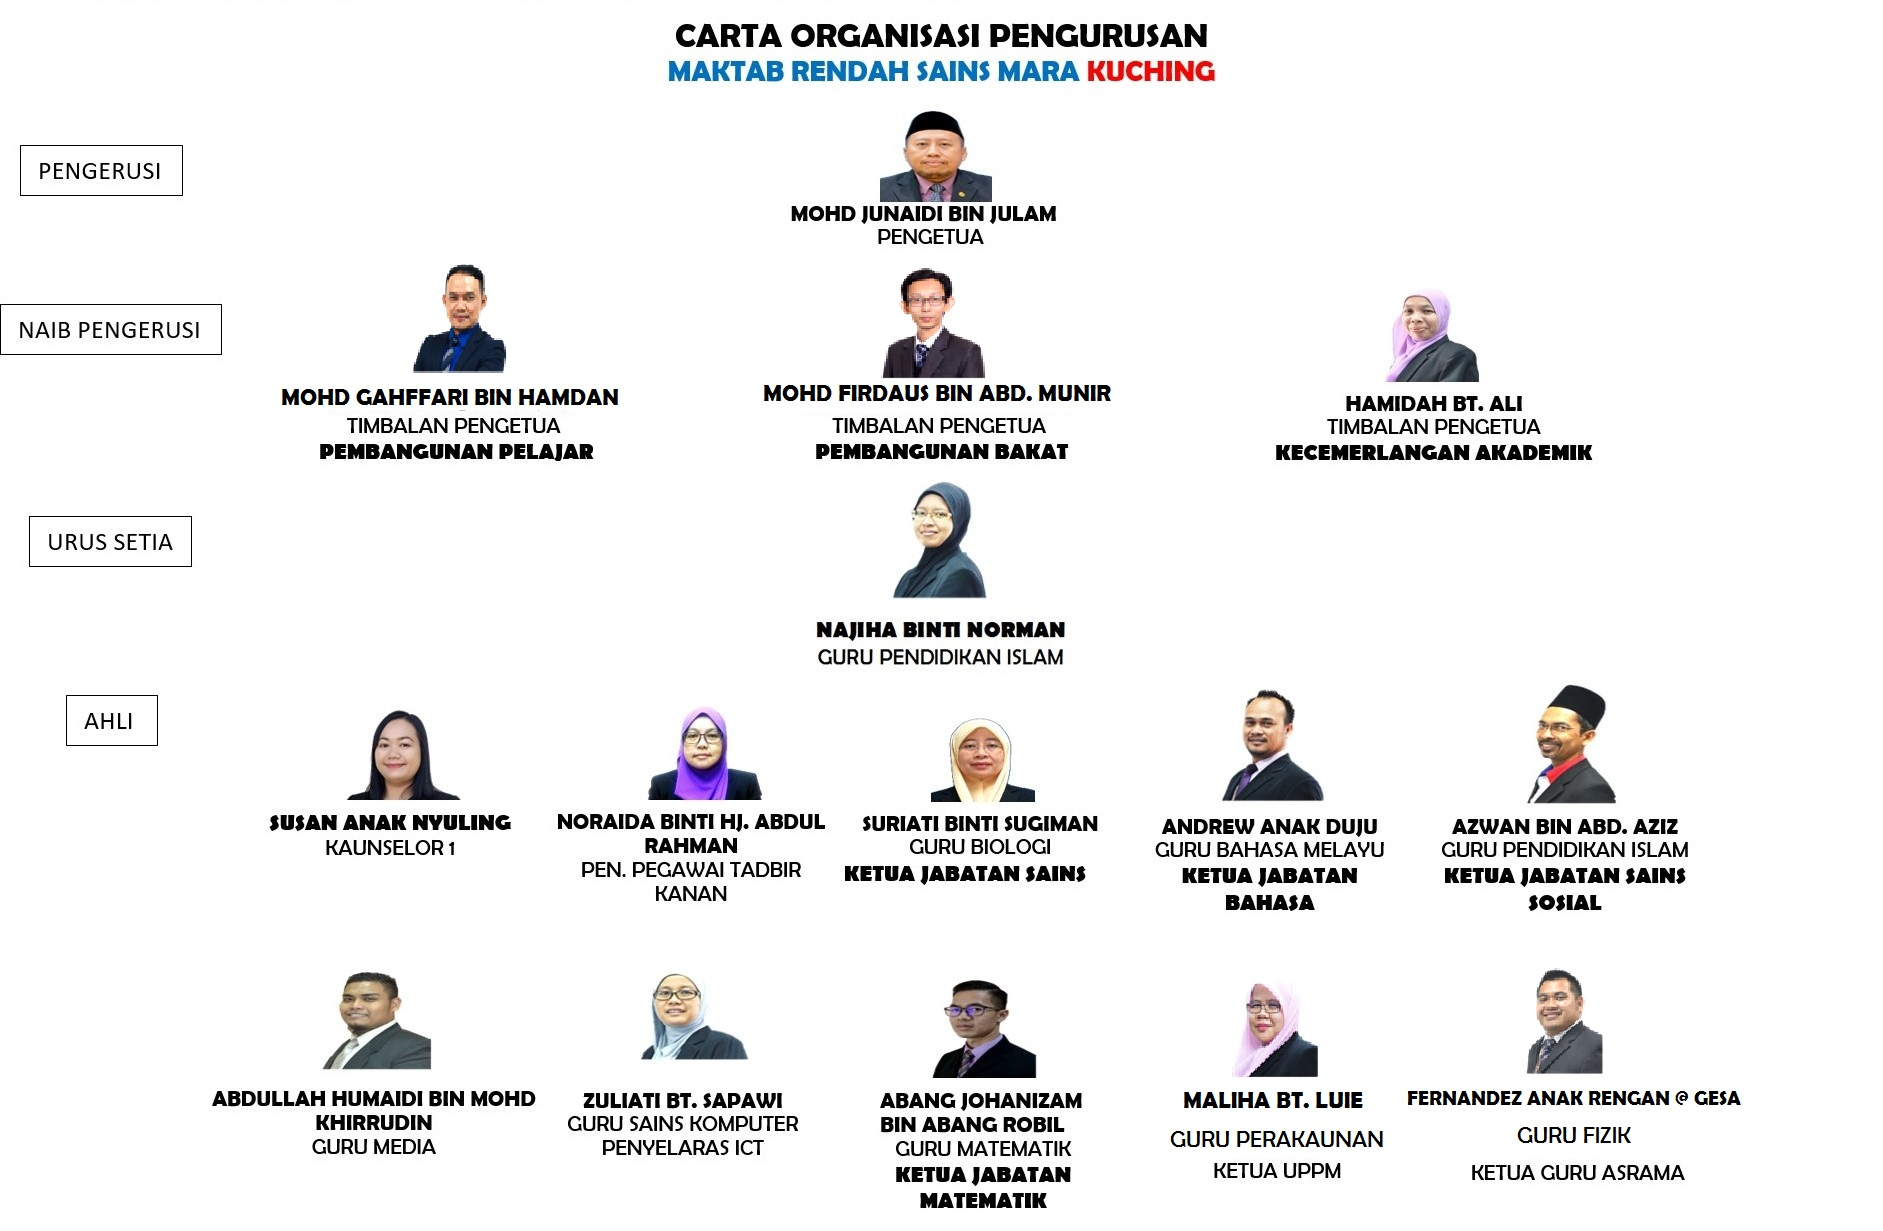 CARTA ORGANISASI PENGURUSAN
MAKTAB RENDAH SAINS MARA KUCHING
PENGERUSI
MOHD JUNAIDI BIN JULAM
PENGETUA
NAIB PENGERUSI
MOHD GAHFFARI BIN HAMDAN
TIMBALAN PENGETUA
PEMBANGUNAN PELAJAR
MOHD FIRDAUS BIN ABD. MUNIR
TIMBALAN PENGETUA
PEMBANGUNAN BAKAT
HAMIDAH BT. ALI
TIMBALAN PENGETUA
KECEMERLANGAN AKADEMIK
URUS SETIA
NAJIHA BINTI NORMAN
GURU PENDIDIKAN ISLAM
AHLI
SUSAN ANAK NYULING
KAUNSELOR 1
NORAIDA BINTI HJ. ABDUL
RAHMAN
PEN. PEGAWAI TADBIR
KANAN
SURIATI BINTI SUGIMAN
GURU BIOLOGI
KETUA JABATAN SAINS
ANDREW ANAK DUJU
GURU BAHASA MELAYU
KETUA JABATAN
BAHASA
AZWAN BIN ABD. AZIZ
GURU PENDIDIKAN ISLAM
KETUA JABATAN SAINS
SOSIAL
ABDULLAH HUMAIDI BIN MOHD
KHIRRUDIN
GURU MEDIA
ZULIATI BT. SAPAWI
GURU SAINS KOMPUTER
PENYELARAS ICT
ABANG JOHANIZAM
BIN ABANG ROBIL
GURU MATEMATIK
KETUA JABATAN
MATEMATIK
MALIHA BT. LUIE
GURU PERAKAUNAN
KETUA UPPM
FERNANDEZ ANAK RENGAN @ GESA
GURU FIZIK
KETUA GURU ASRAMA